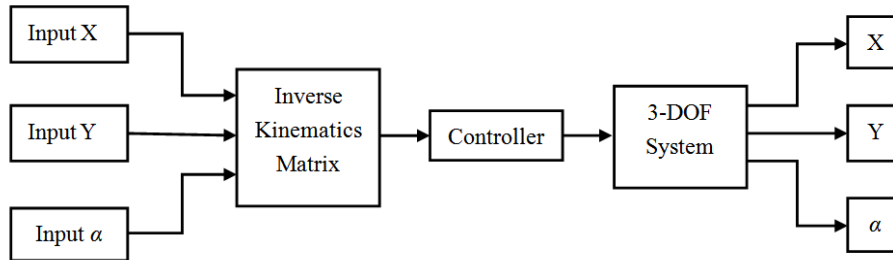 Input X
Input Y
Input α
Inverse
Kinematics
Matrix
Controller
3-DOF
System
X
Y
α